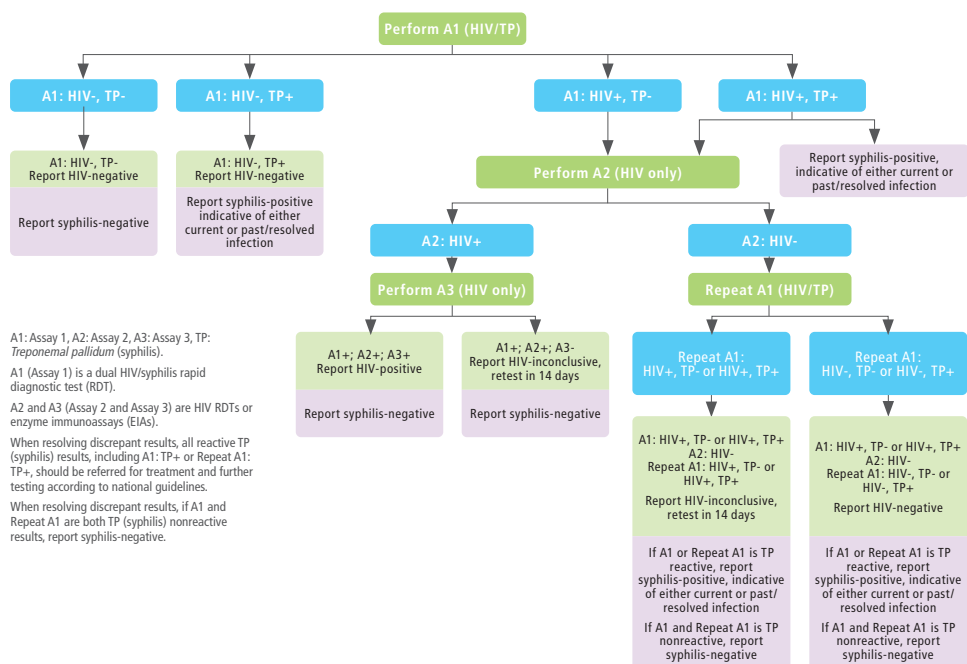 Perform A1 (HIV/TP)
A1: HIV-, TP-
A1: HIV-, TP+
A1: HIV+, TP-
A1: HIV+, TP+
A1: HIV-, TP-
Report HIV-negative
Report syphilis-negative
A1: HIV-, TP+
Report HIV-negative
Report syphilis-positive
indicative of either
current or past/resolved
infection
Perform A2 (HIV only)
Report syphilis-positive,
indicative of either current or
past/resolved infection
A2: HIV+
A2: HIV-
Perform A3 (HIV only)
Repeat A1 (HIV/TP)
A1+; A2+; A3+
Report HIV-positive
Report syphilis-negative
A1+; A2+; A3-
Report HIV-inconclusive,
retest in 14 days
Report syphilis-negative
Repeat A1:
HIV+, TP- or HIV+, TP+
Repeat A1:
HIV-, TP- or HIV-, TP+
A1: HIV+, TP- or HIV+, TP+
A2: HIV-
Repeat A1: HIV+, TP- or
HIV+, TP+
Report HIV-inconclusive,
retest in 14 days
If A1 or Repeat A1 is TP
reactive, report
syphilis-positive, indicative
of either current or past/
resolved infection
If A1 and Repeat A1 is TP
nonreactive, report
syphilis-negative
A1: HIV+, TP- or HIV+, TP+
A2: HIV-
Repeat A1: HIV-, TP- or
HIV-, TP+
Report HIV-negative
If A1 or Repeat A1 is TP
reactive, report
syphilis-positive, indicative
of either current or past/
resolved infection
If A1 and Repeat A1 is TP
nonreactive, report
syphilis-negative
A1: Assay 1, A2: Assay 2, A3: Assay 3, TP:
Treponemal pallidum (syphilis).
A1 (Assay 1) is a dual HIV/syphilis rapid
diagnostic test (RDT).
A2 and A3 (Assay 2 and Assay 3) are HIV RDTs or
enzyme immunoassays (EIAs).
When resolving discrepant results, all reactive TP
(syphilis) results, including A1: TP+ or Repeat A1:
TP+, should be referred for treatment and further
testing according to national guidelines.
When resolving discrepant results, if A1 and
Repeat A1 are both TP (syphilis) nonreactive
results, report syphilis-negative.